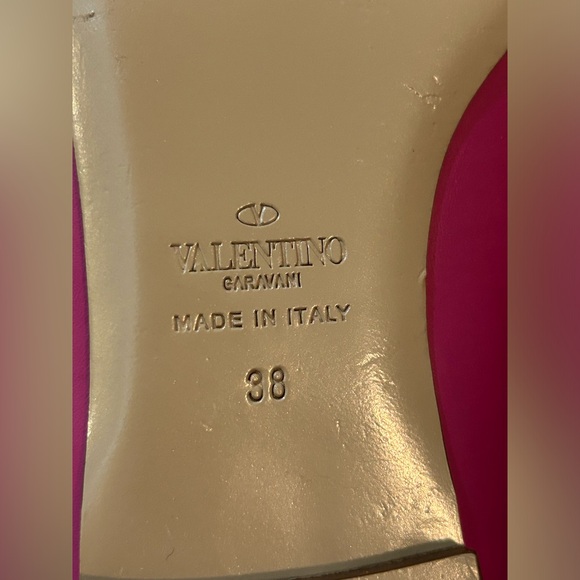 VALENTINO
GARAVANI
MADE IN ITALY
38